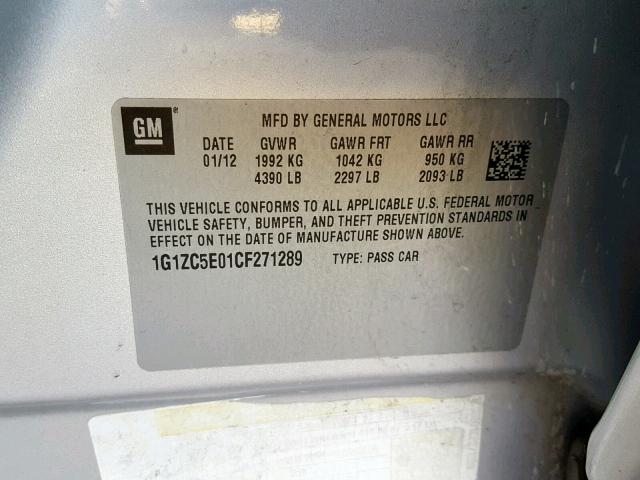 GM®
MFD BY GENERAL MOTORS LLC
DATE GVWR GAWR FRT GAWR RR
01/12 1992 KG 1042 KG 950 KG
4390 LB 2297 LB 2093 LB
THIS VEHICLE CONFORMS TO ALL APPLICABLE U.S. FEDERAL MOTOR
VEHICLE SAFETY, BUMPER, AND THEFT PREVENTION STANDARDS IN
EFFECT ON THE DATE OF MANUFACTURE SHOWN ABOVE.
1G1ZC5E01CF271289 TYPE: PASS CAR